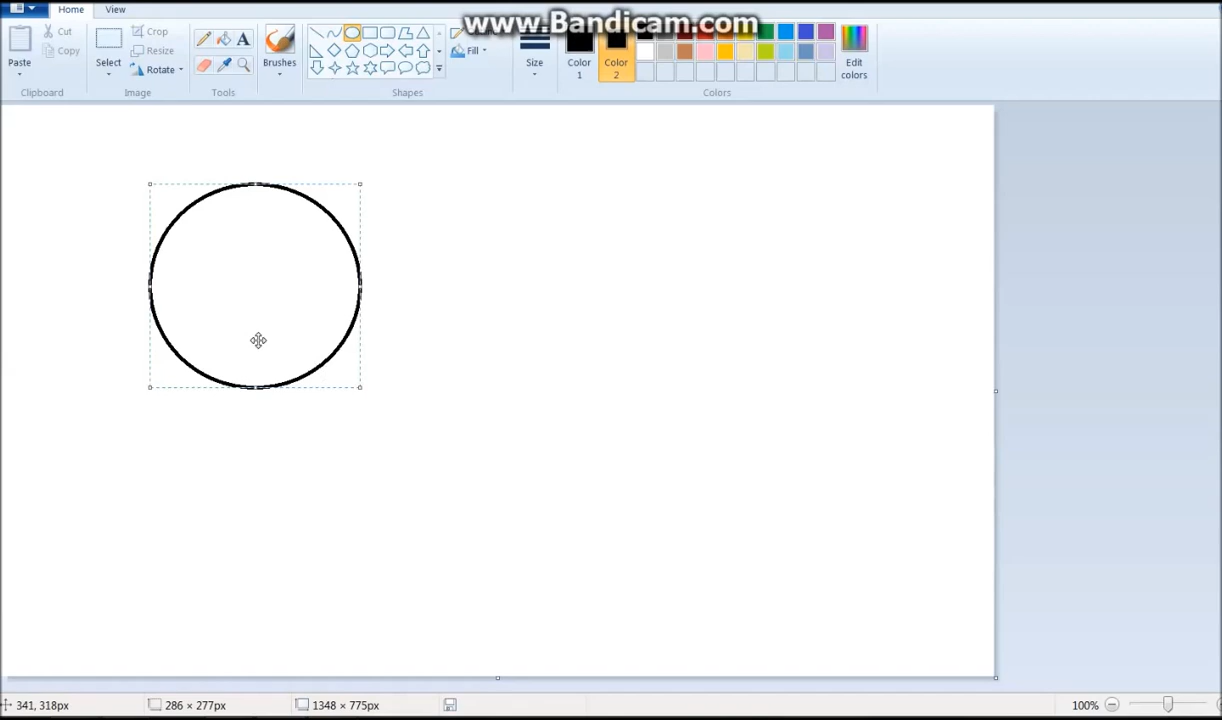 www.Bandicam.com
Home View
Cut
Copy
Paste
Clipboard
Crop
Resize
Rotate
Select
Image
Tools
Brushes
Fill
Shapes
Size
Color 1
Color 2
Edit colors
Colors
341, 318px
286 × 277px
1348 × 775px
100%